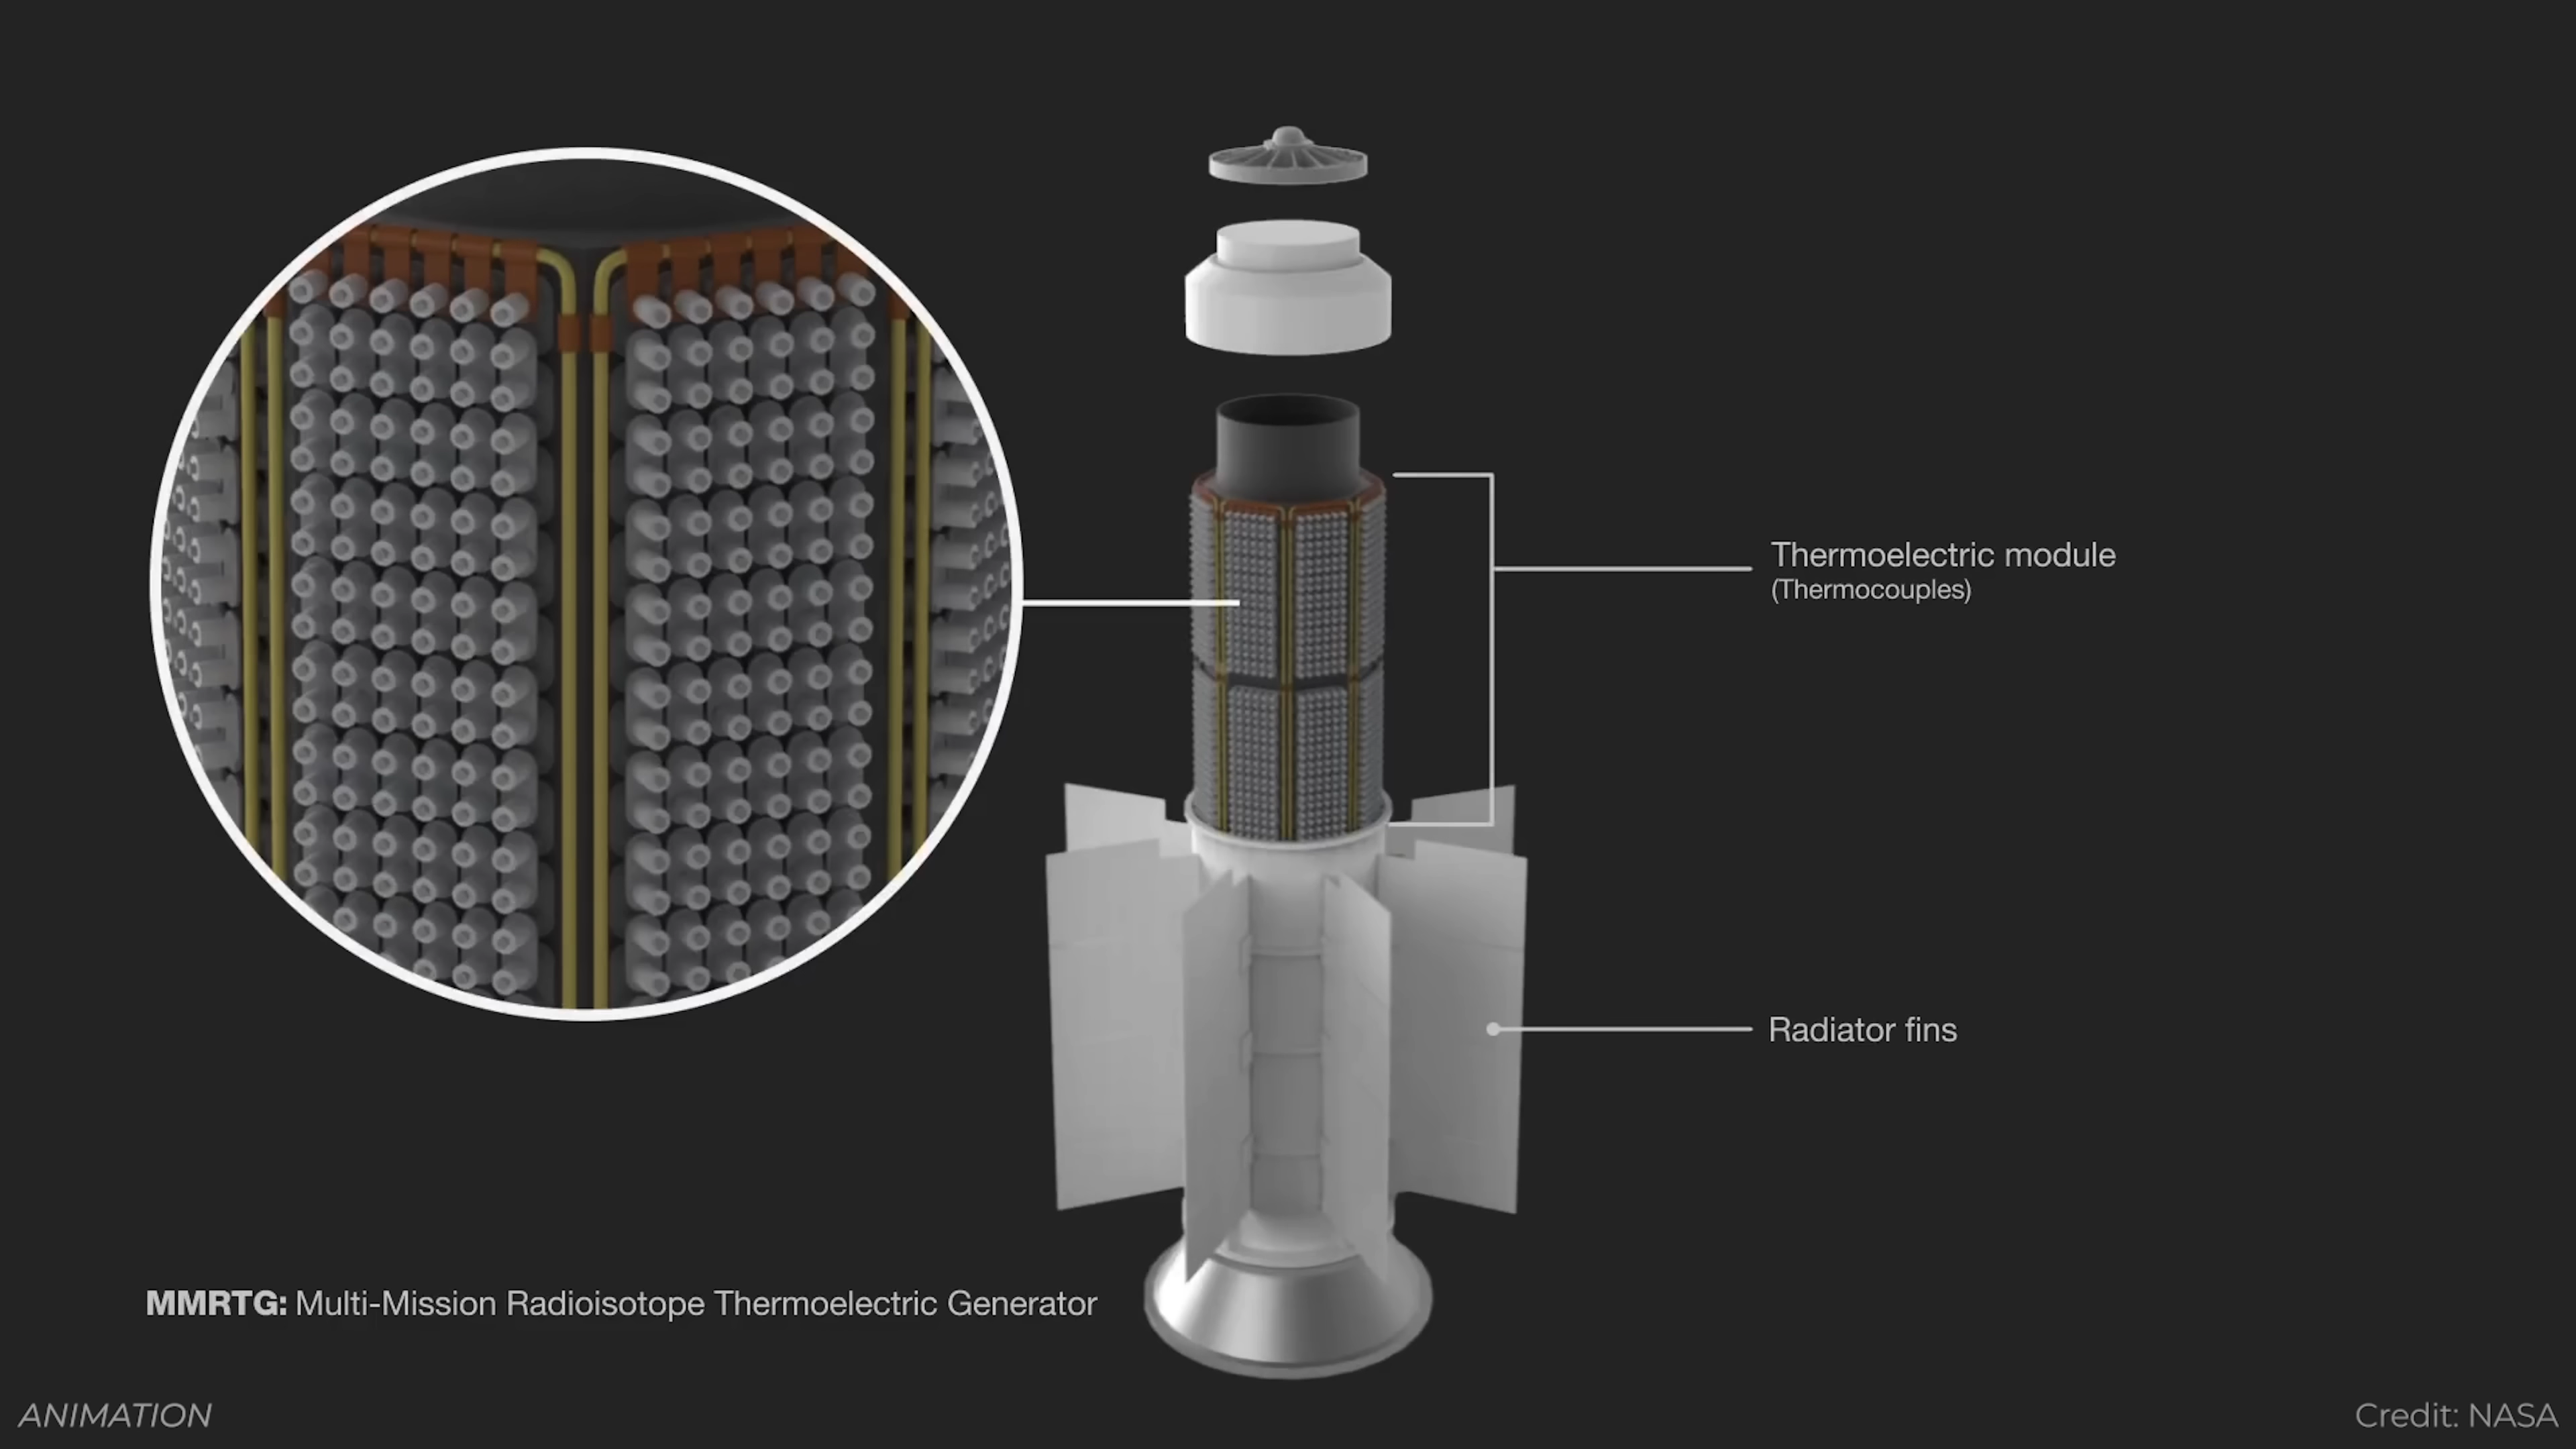 Thermoelectric module
(Thermocouples)
Radiator fins
MMRTG: Multi-Mission Radioisotope Thermoelectric Generator
ANIMATION
Credit: NASA